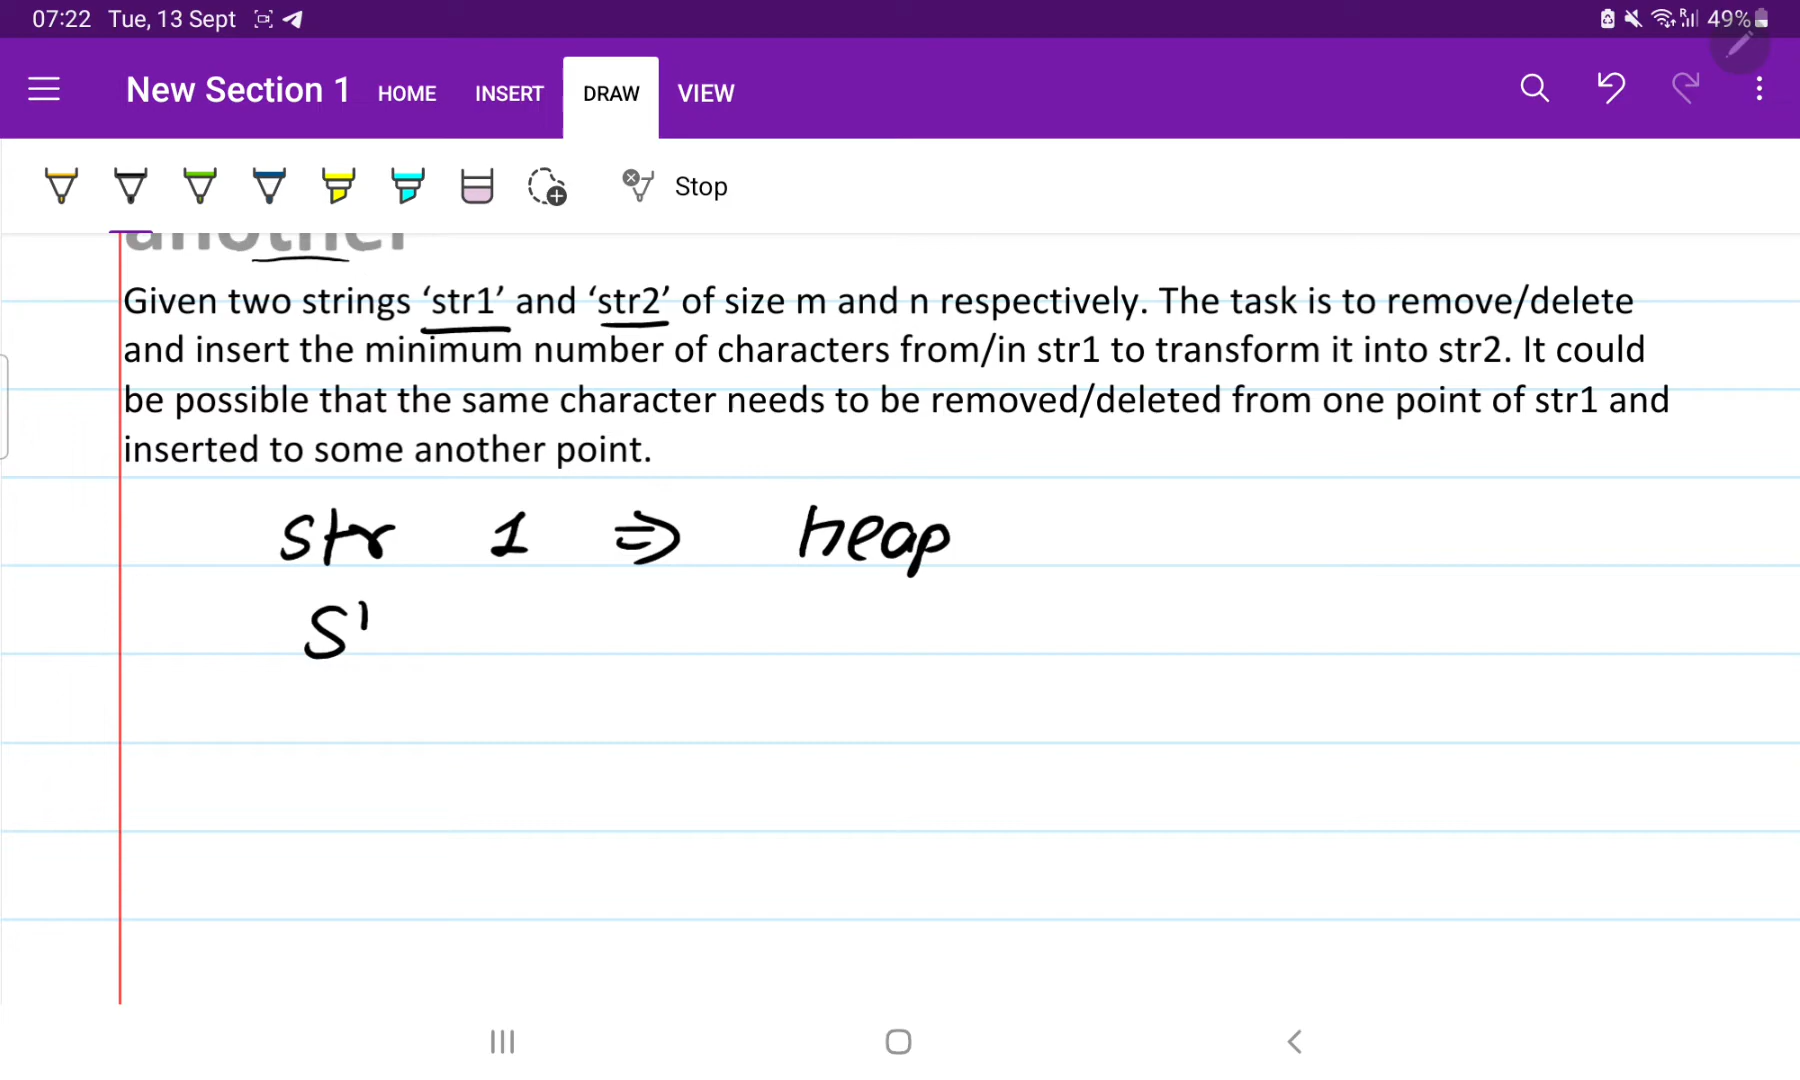 07:22 Tue, 13 Sept 49%
New Section 1 HOME INSERT DRAW VIEW
Stop
another
Given two strings ‘str1’ and ‘str2’ of size m and n respectively. The task is to remove/delete
and insert the minimum number of characters from/in str1 to transform it into str2. It could
be possible that the same character needs to be removed/deleted from one point of str1 and
inserted to some another point.
str 1 ⇒ heap
S'